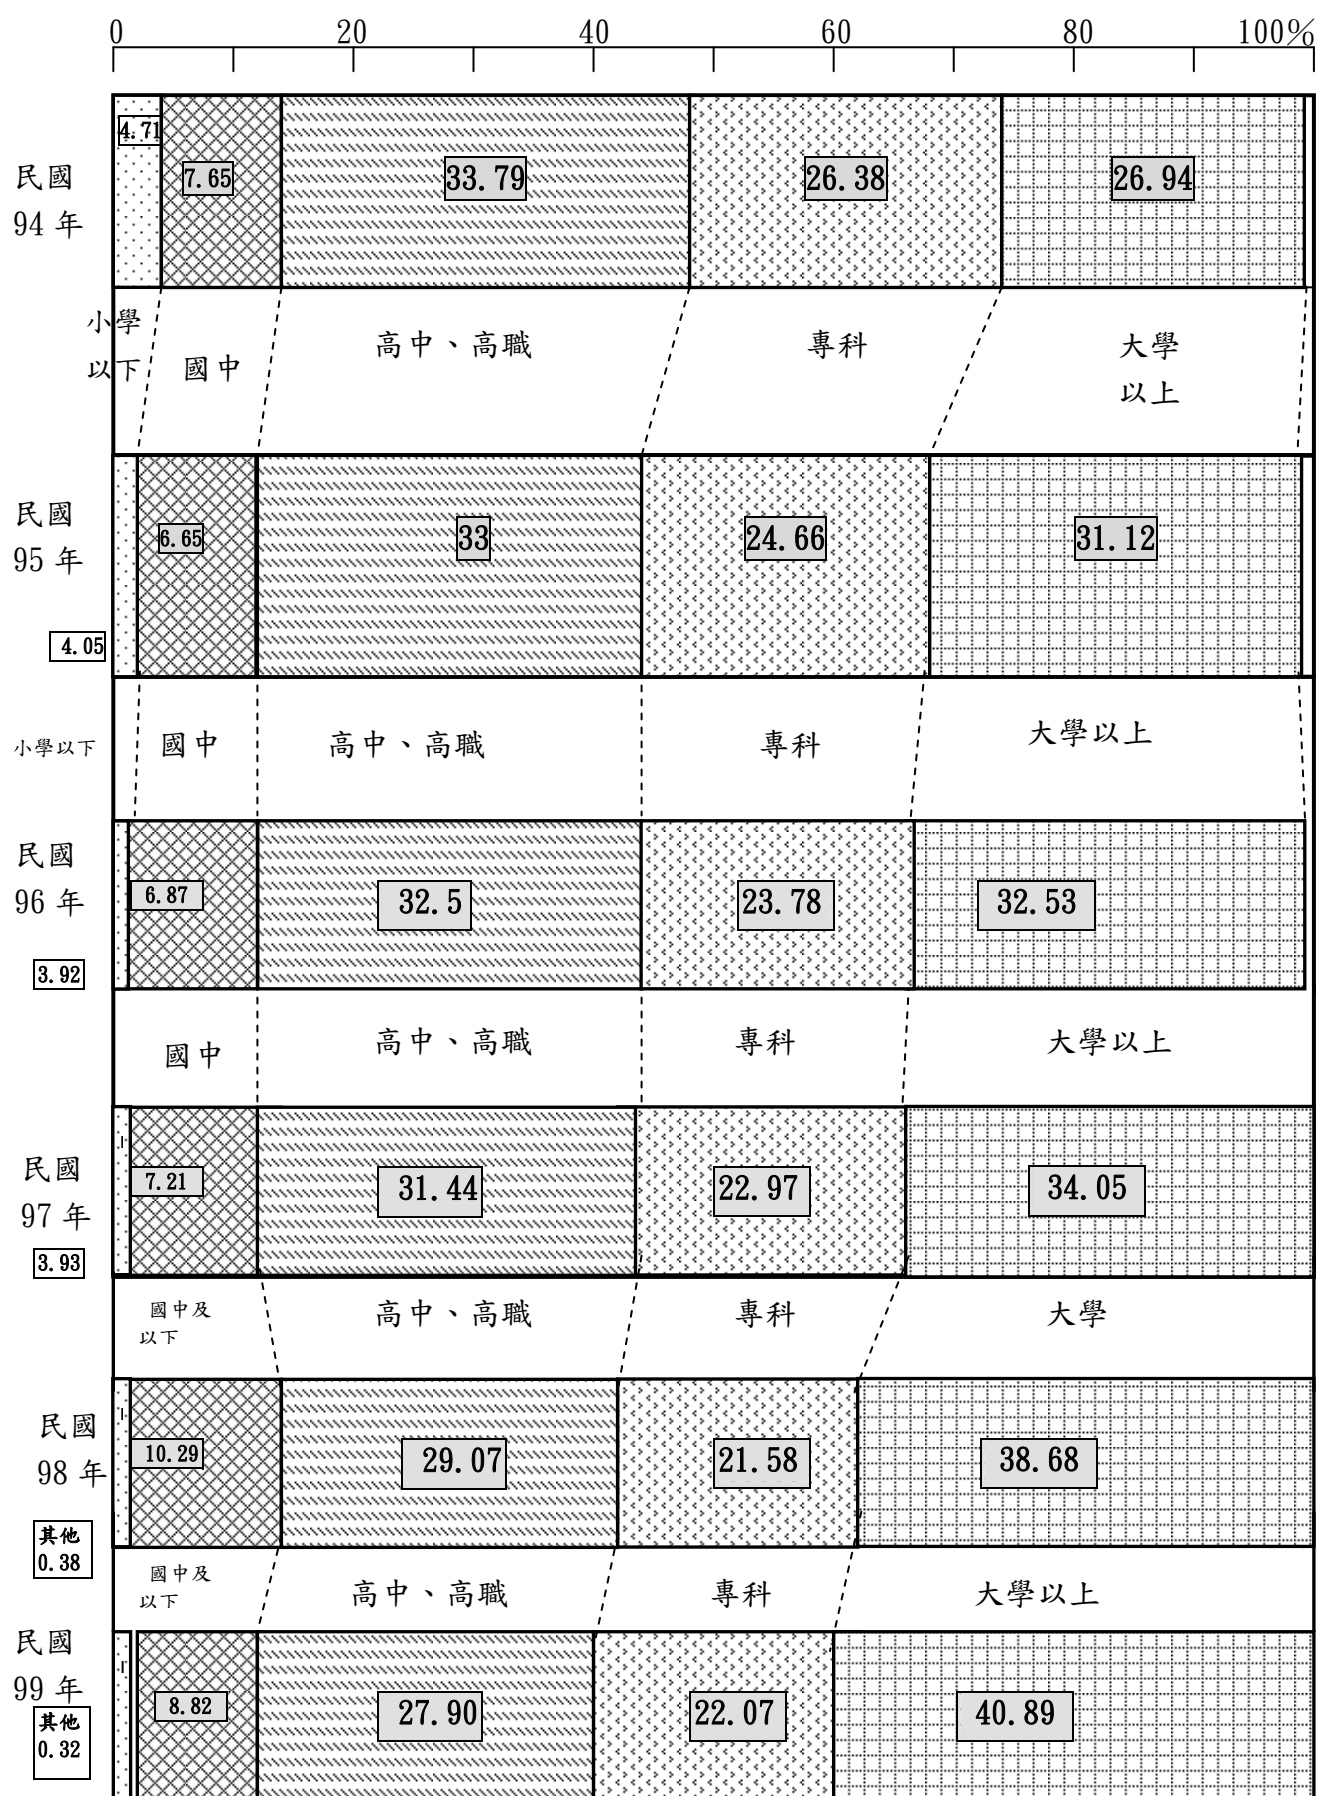 0 20 40 60 80 100%
4.71 7.65 33.79 26.38 26.94
民國
94 年
小學
以下
國中
高中、高職
專科
大學
以上
民國
95 年
6.65 33 24.66 31.12
4.05
小學以下 國中 高中、高職 專科 大學以上
民國
96 年
6.87 32.5 23.78 32.53
3.92
國中 高中、高職 專科 大學以上
民國
97 年
7.21 31.44 22.97 34.05
3.93
國中及
以下
高中、高職 專科 大學
民國
98 年
10.29 29.07 21.58 38.68
其他
0.38
國中及
以下
高中、高職 專科 大學以上
民國
99 年
8.82 27.90 22.07 40.89
其他
0.32